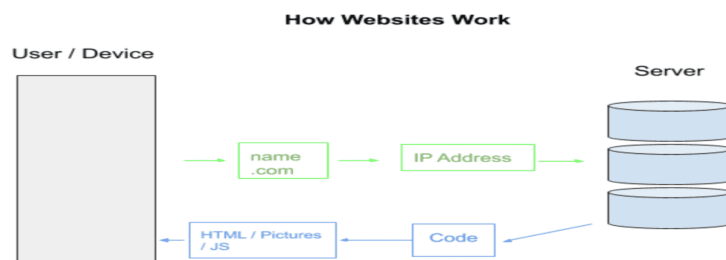 How Websites Work
User / Device
Server
name
.com
IP Address
HTML / Pictures
/ JS
Code